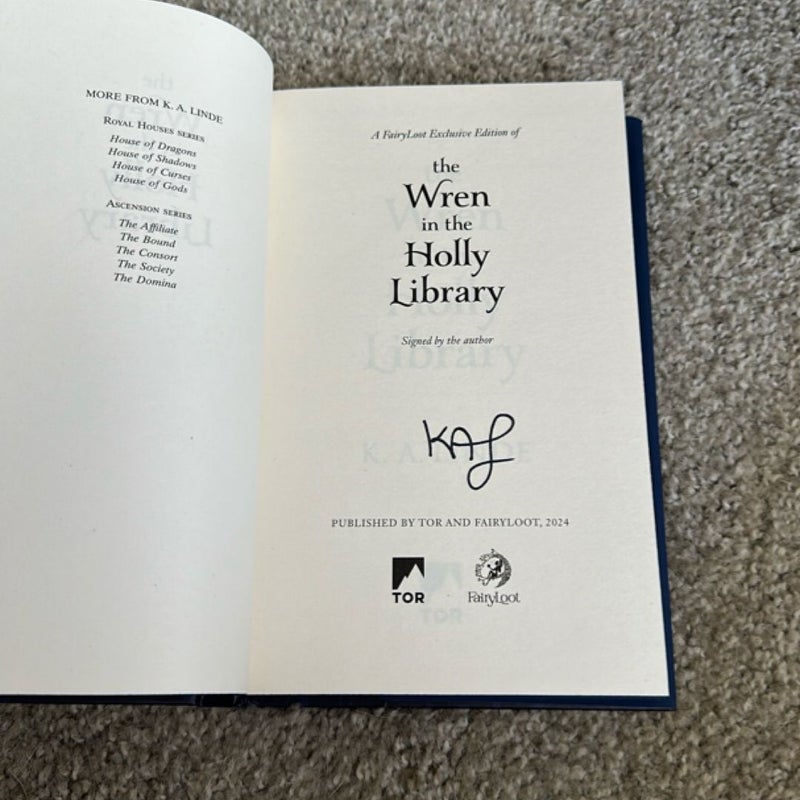 MORE FROM K. A. LINDE
ROYAL HOUSES SERIES
House of Dragons
House of Shadows
House of Curses
House of Gods
ASCENSION SERIES
The Affiliate
The Bound
The Consort
The Society
The Domina
A FairyLoot Exclusive Edition of
the
Wren
in the
Holly
Library
Signed by the author
KAL
PUBLISHED BY TOR AND FAIRYLOOT, 2024
TOR
FairyLoot